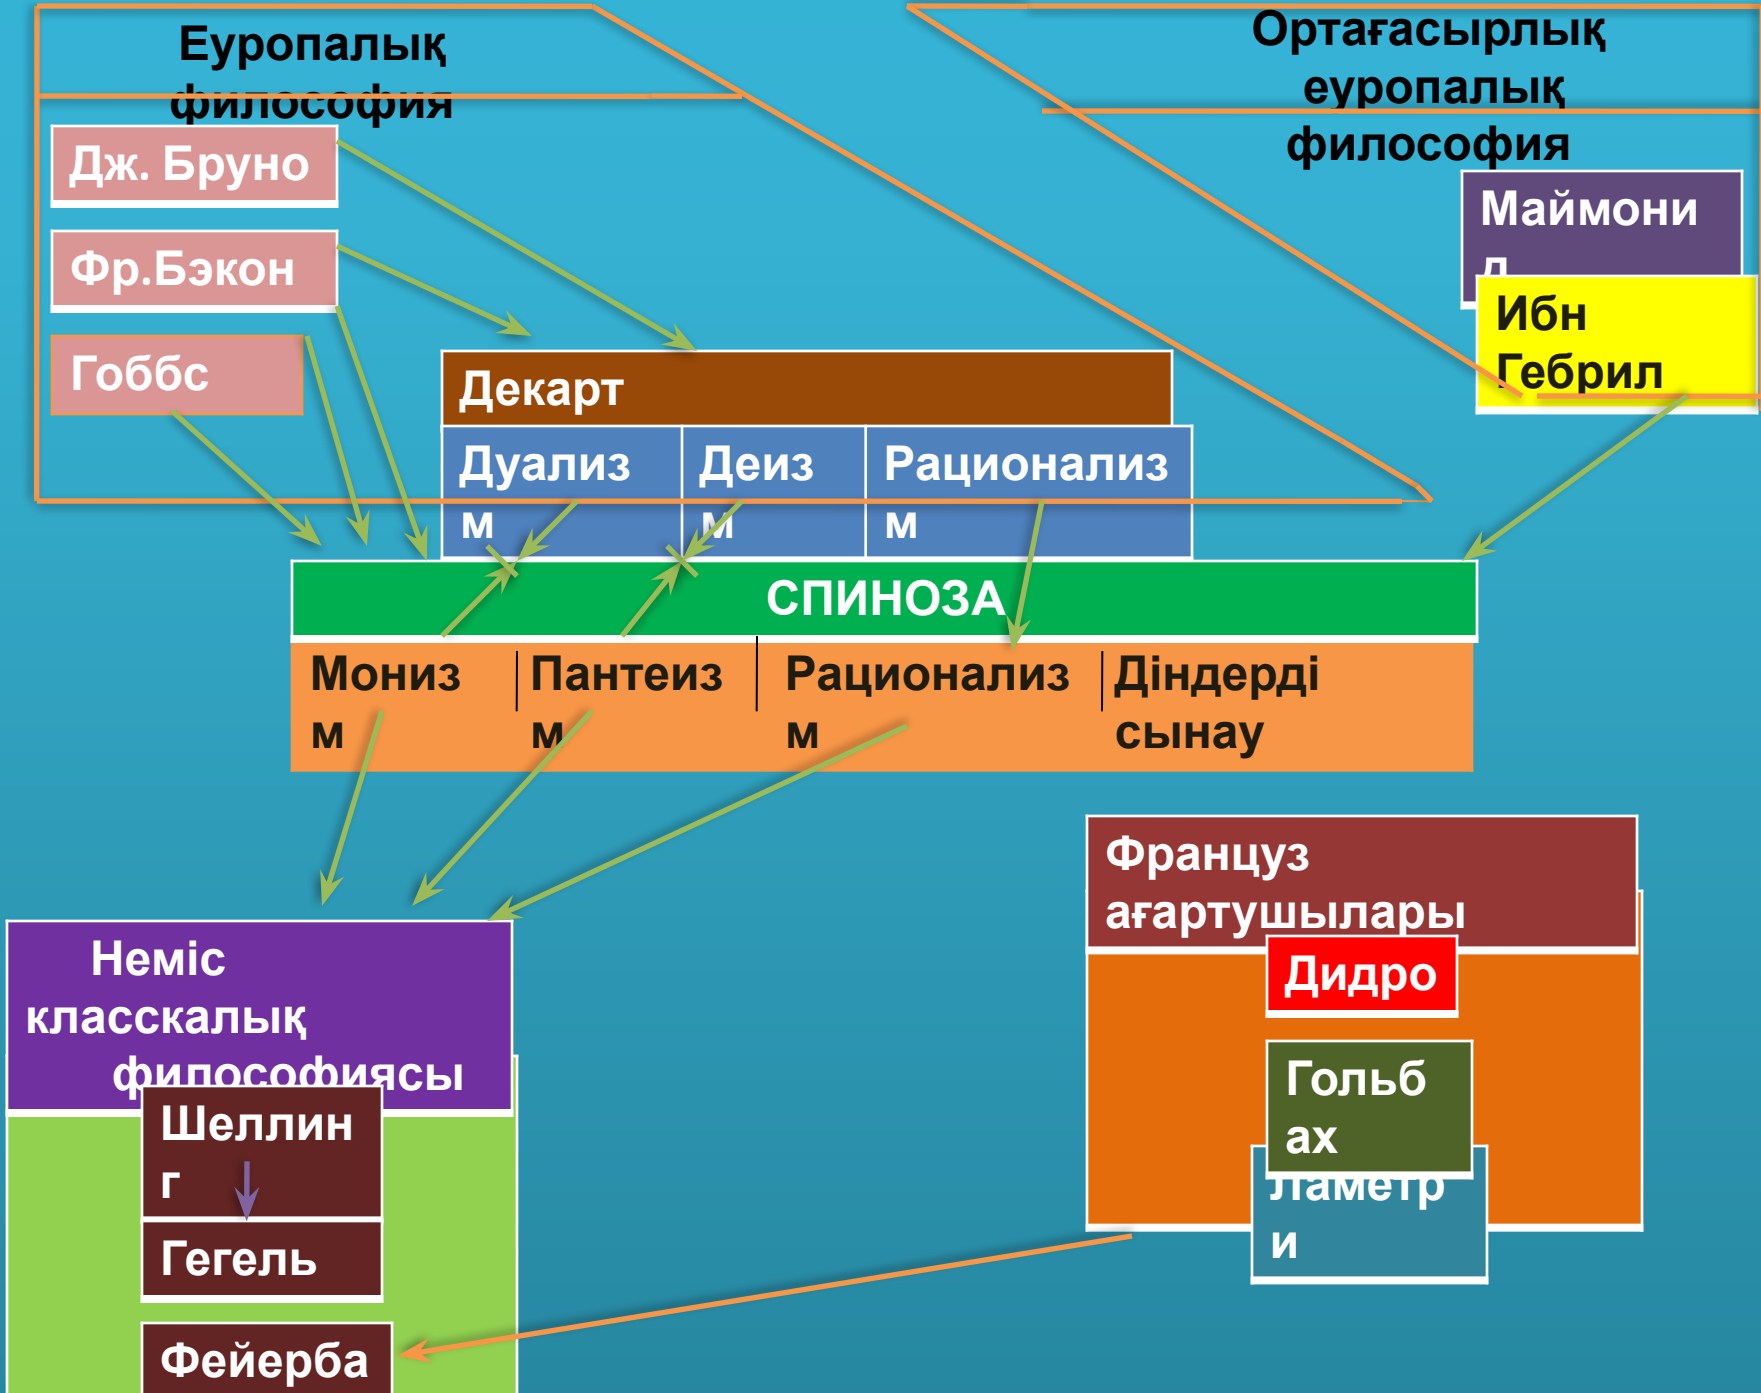 Еуропалық
философия
Ортағасырлық
еуропалық
философия
Дж. Бруно
Фр.Бэкон
Гоббс
Маймони
д
Ибн
Гебрил
Декарт
Дуализ
м
Деиз
м
Рационализ
м
СПИНОЗА
Мониз
м
Пантеиз
м
Рационализ
м
Діндерді
сынау
Француз
ағартушылары
Дидро
Гольб
ах
Ламетр
и
Неміс
класскалық
философиясы
Шеллин
г
Гегель
Фейерба